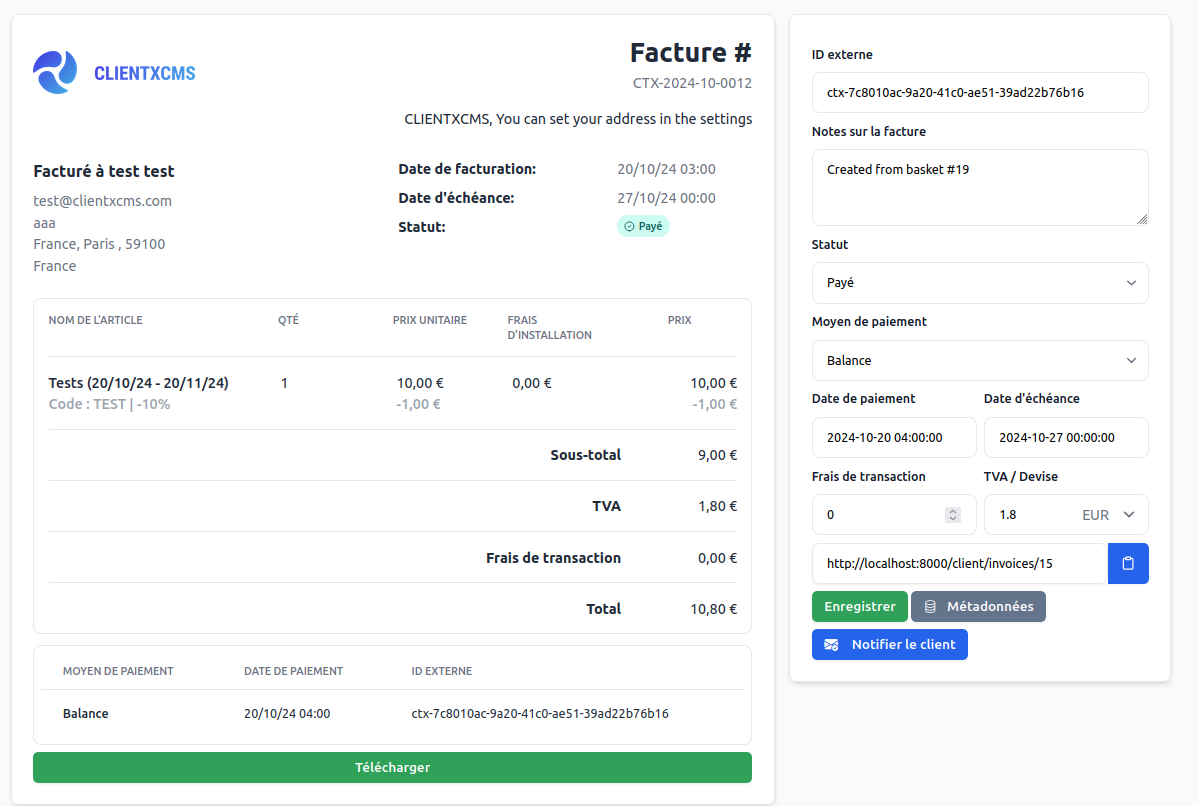 CLIENTXCMS
Facture #
CTX-2024-10-0012
CLIENTXCMS, You can set your address in the settings
Facturé à test test
test@clientxcms.com
aaa
France, Paris , 59100
France
Date de facturation: 20/10/24 03:00
Date d'échéance: 27/10/24 00:00
Statut: Payé
NOM DE L'ARTICLE QTÉ PRIX UNITAIRE FRAIS D'INSTALLATION PRIX
Tests (20/10/24 - 20/11/24) 1 10,00 € 0,00 € 10,00 €
Code : TEST | -10% -1,00 € -1,00 €
Sous-total 9,00 €
TVA 1,80 €
Frais de transaction 0,00 €
Total 10,80 €
MOYEN DE PAIEMENT DATE DE PAIEMENT ID EXTERNE
Balance 20/10/24 04:00 ctx-7c8010ac-9a20-41c0-ae51-39ad22b76b16
Télécharger
ID externe
ctx-7c8010ac-9a20-41c0-ae51-39ad22b76b16
Notes sur la facture
Created from basket #19
Statut
Payé
Moyen de paiement
Balance
Date de paiement Date d'échéance
2024-10-20 04:00:00 2024-10-27 00:00:00
Frais de transaction TVA / Devise
0 1.8 EUR
http://localhost:8000/client/invoices/15
Enregistrer Métadonnées
Notifier le client